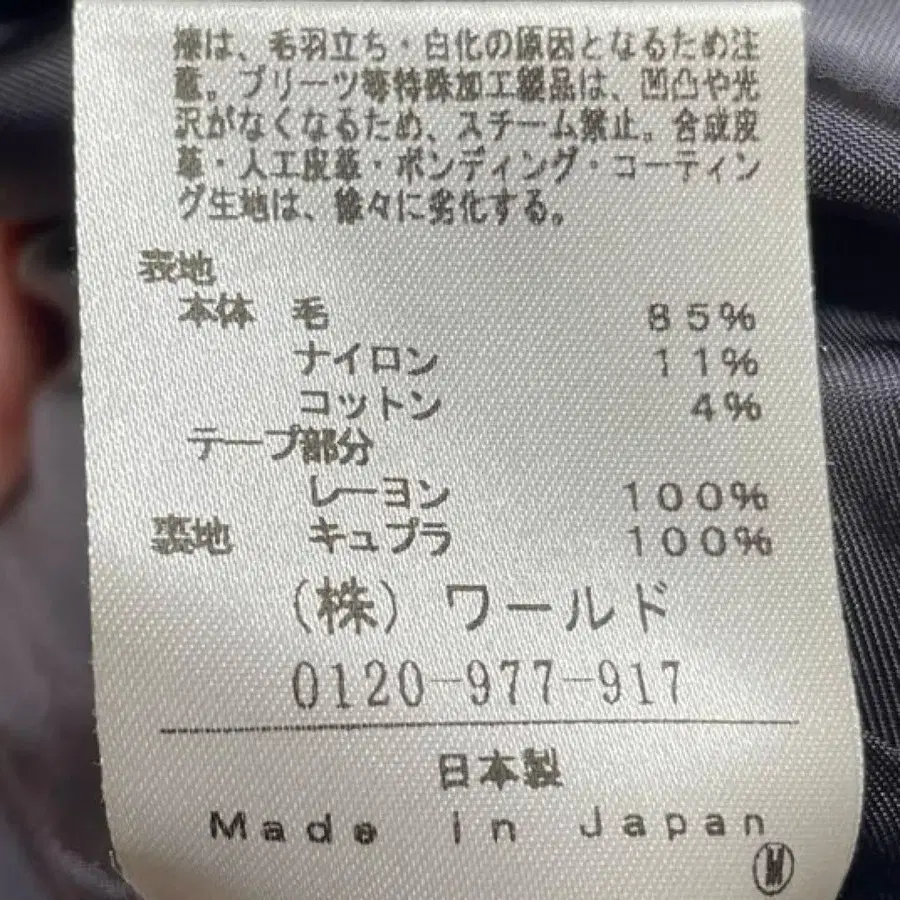 擦は、毛羽立ち・白化の原因となるため注
意。プリーツ等特殊加工製品は、凹凸や光
沢がなくなるため、スチーム禁止。合成皮
革・人工皮革・ボンディング・コーティン
グ生地は、徐々に劣化する。
表地
本体 毛 85%
ナイロン 11%
コットン 4%
テープ部分
レーヨン 100%
裏地 キュプラ 100%
(株) ワールド
0120-977-917
日本製
Made in Japan
M